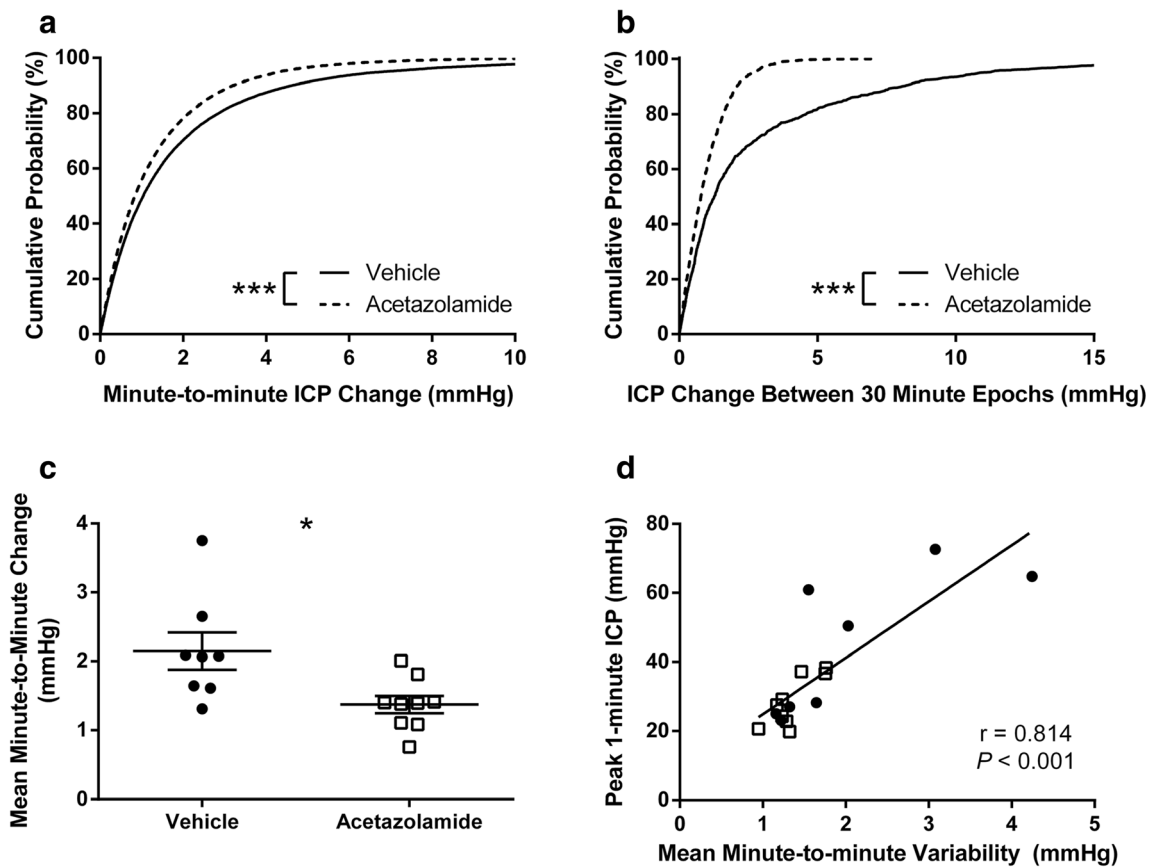 a
Cumulative Probability (%)
100
80
60
40
20
0
0 2 4 6 8 10
Minute-to-minute ICP Change (mmHg)
*** Vehicle
Acetazolamide
b
Cumulative Probability (%)
100
80
60
40
20
0
0 5 10 15
ICP Change Between 30 Minute Epochs (mmHg)
*** Vehicle
Acetazolamide
c
Mean Minute-to-Minute Change
(mmHg)
4
3
2
1
0
*
Vehicle Acetazolamide
d
Peak 1-minute ICP (mmHg)
80
60
40
20
0
0 1 2 3 4 5
Mean Minute-to-minute Variability (mmHg)
r = 0.814
P < 0.001